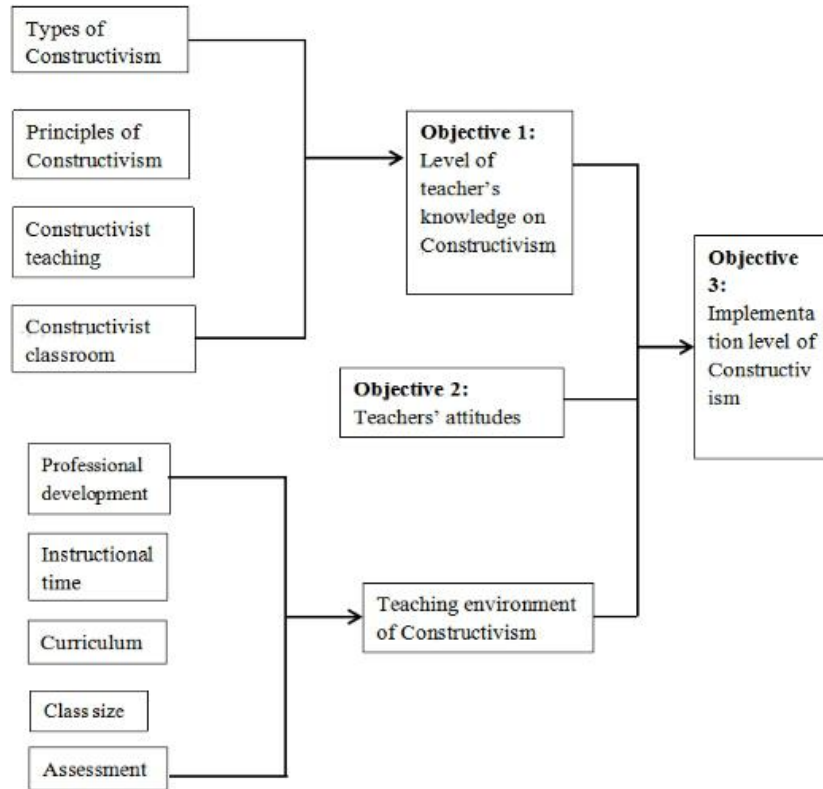 Types of
Constructivism
Principles of
Constructivism
Constructivist
teaching
Constructivist
classroom
Objective 1:
Level of
teacher's
knowledge on
Constructivism
Objective 2:
Teachers' attitudes
Objective
3:
Implementa
tion level of
Constructiv
ism
Professional
development
Instructional
time
Curriculum
Class size
Assessment
Teaching environment
of Constructivism